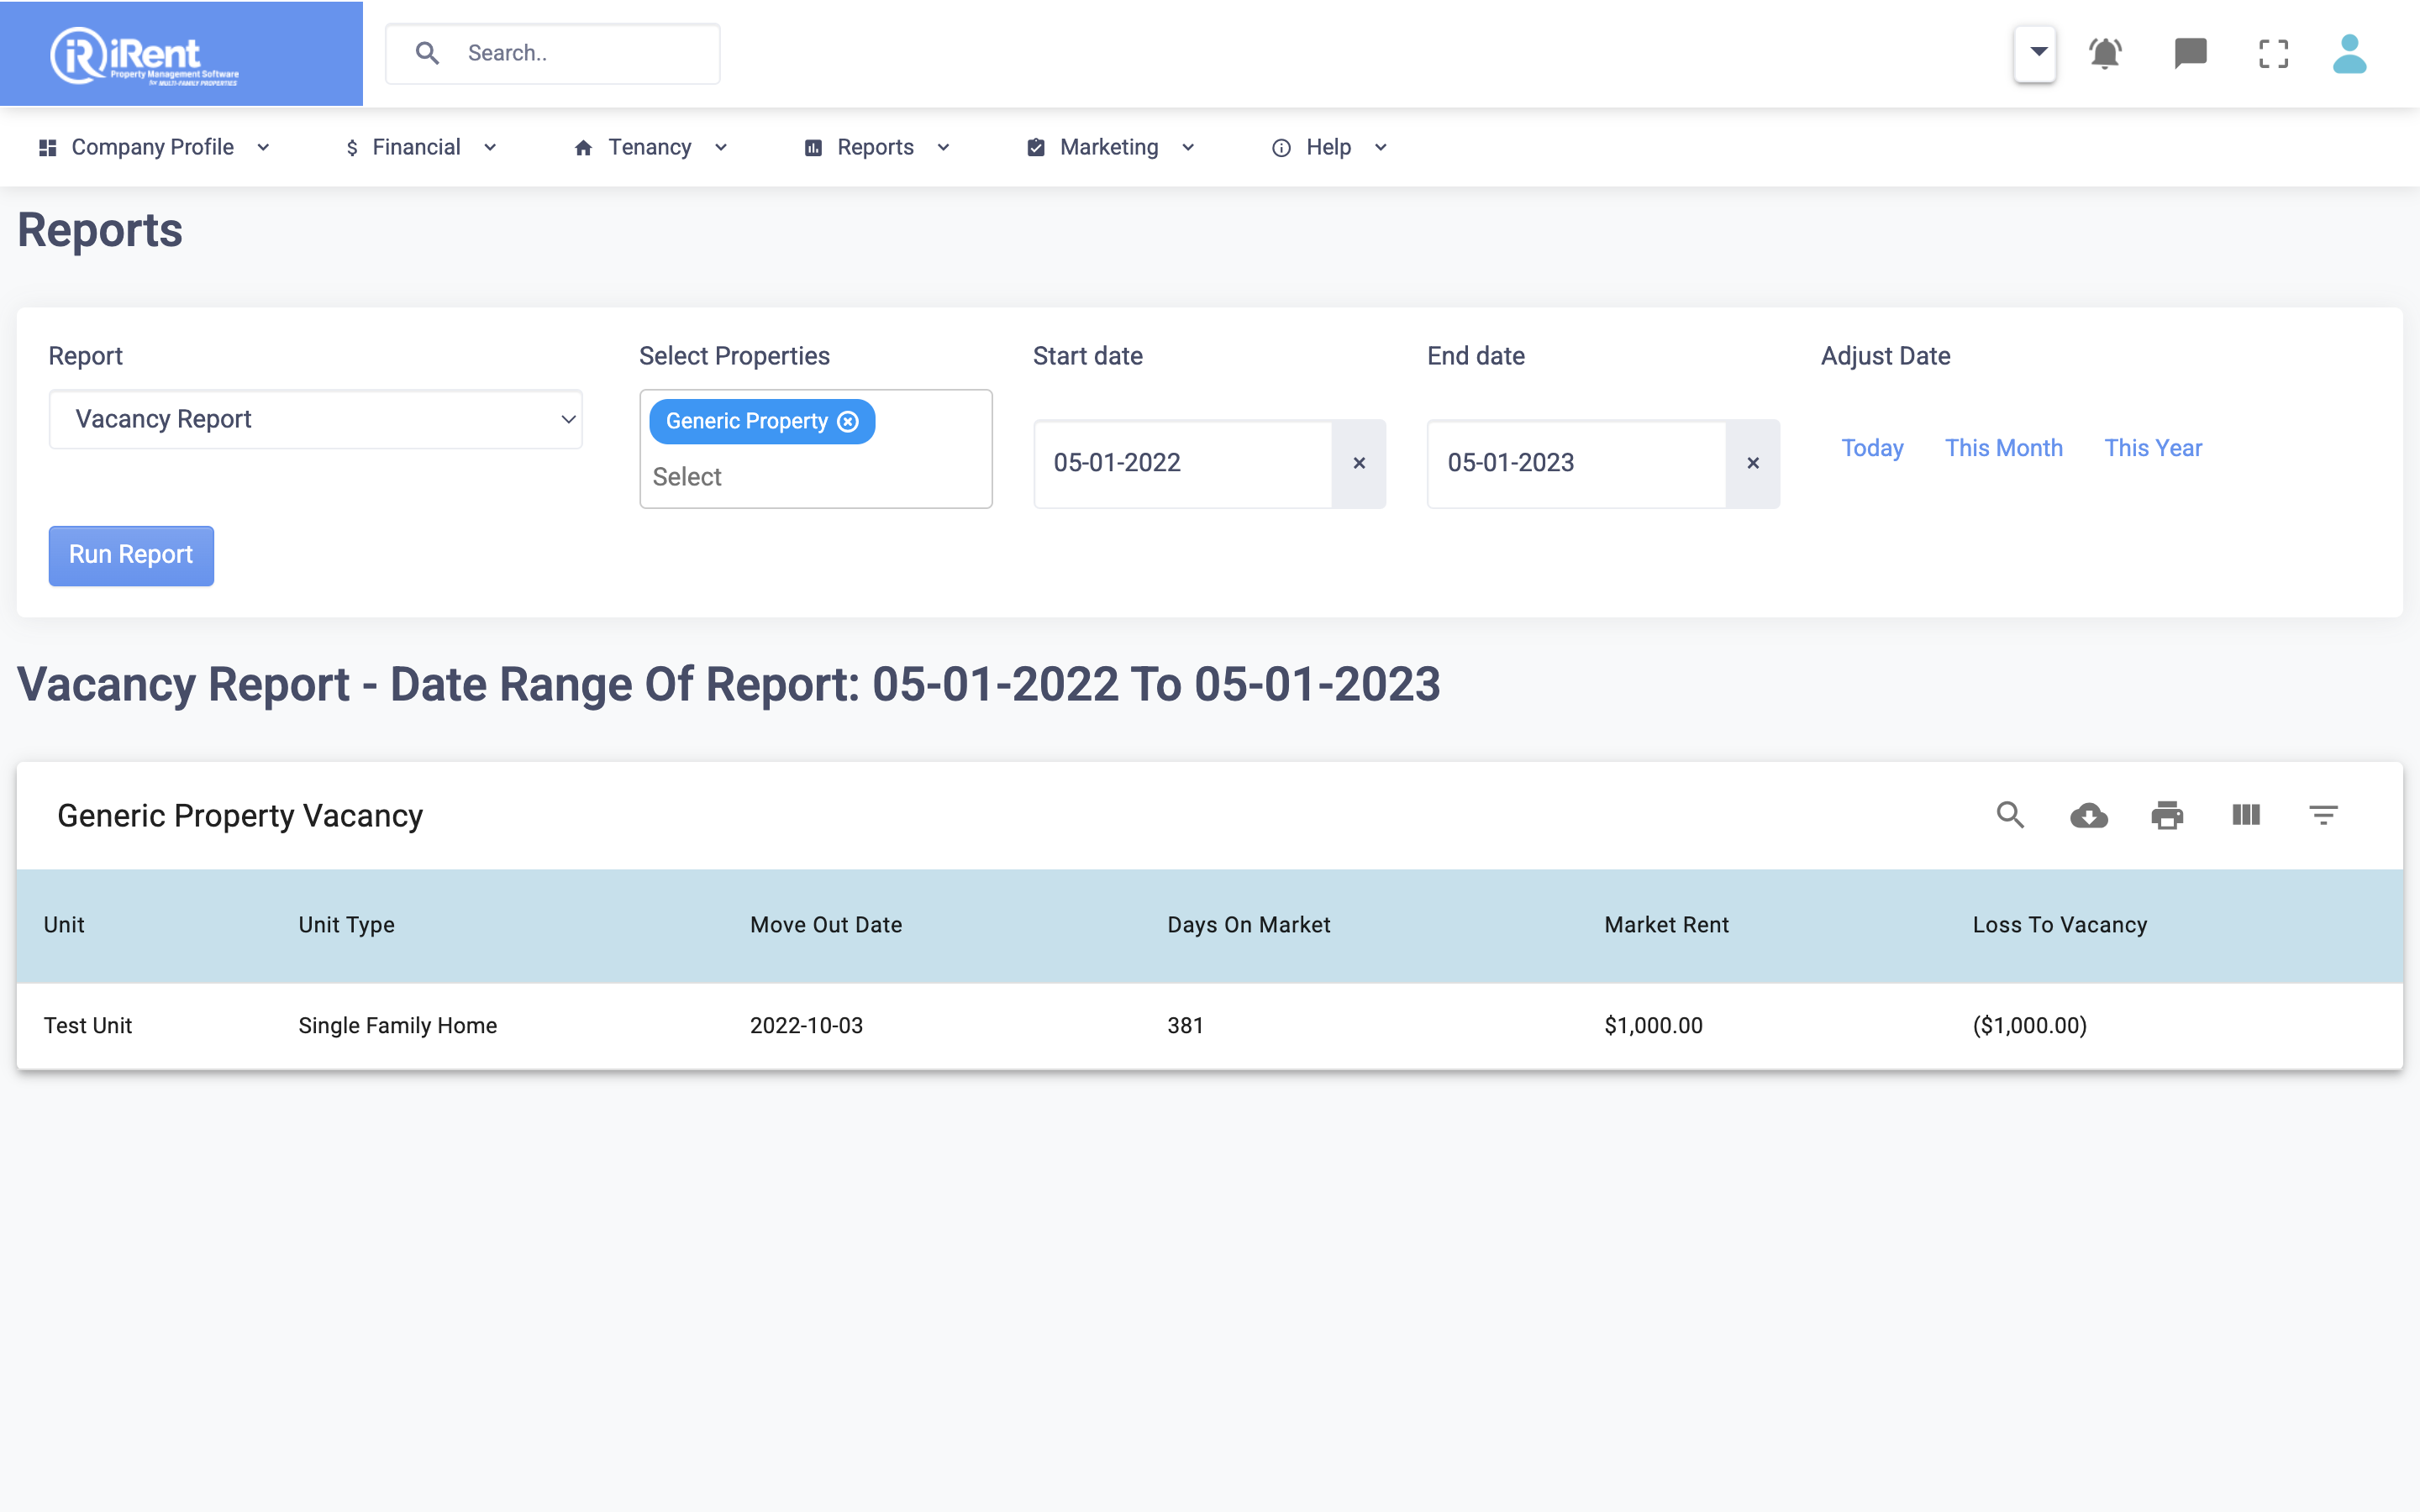 iRent
Property Management Software
for MULTI-FAMILY PROPERTIES
Search..
Company Profile
$ Financial
Tenancy
Reports
Marketing
Help
Reports
Report
Select Properties
Start date
End date
Adjust Date
Vacancy Report
Generic Property
Select
05-01-2022 ×
05-01-2023 ×
Today This Month This Year
Run Report
Vacancy Report - Date Range Of Report: 05-01-2022 To 05-01-2023
Generic Property Vacancy
Unit Unit Type Move Out Date Days On Market Market Rent Loss To Vacancy
Test Unit Single Family Home 2022-10-03 381 $1,000.00 ($1,000.00)